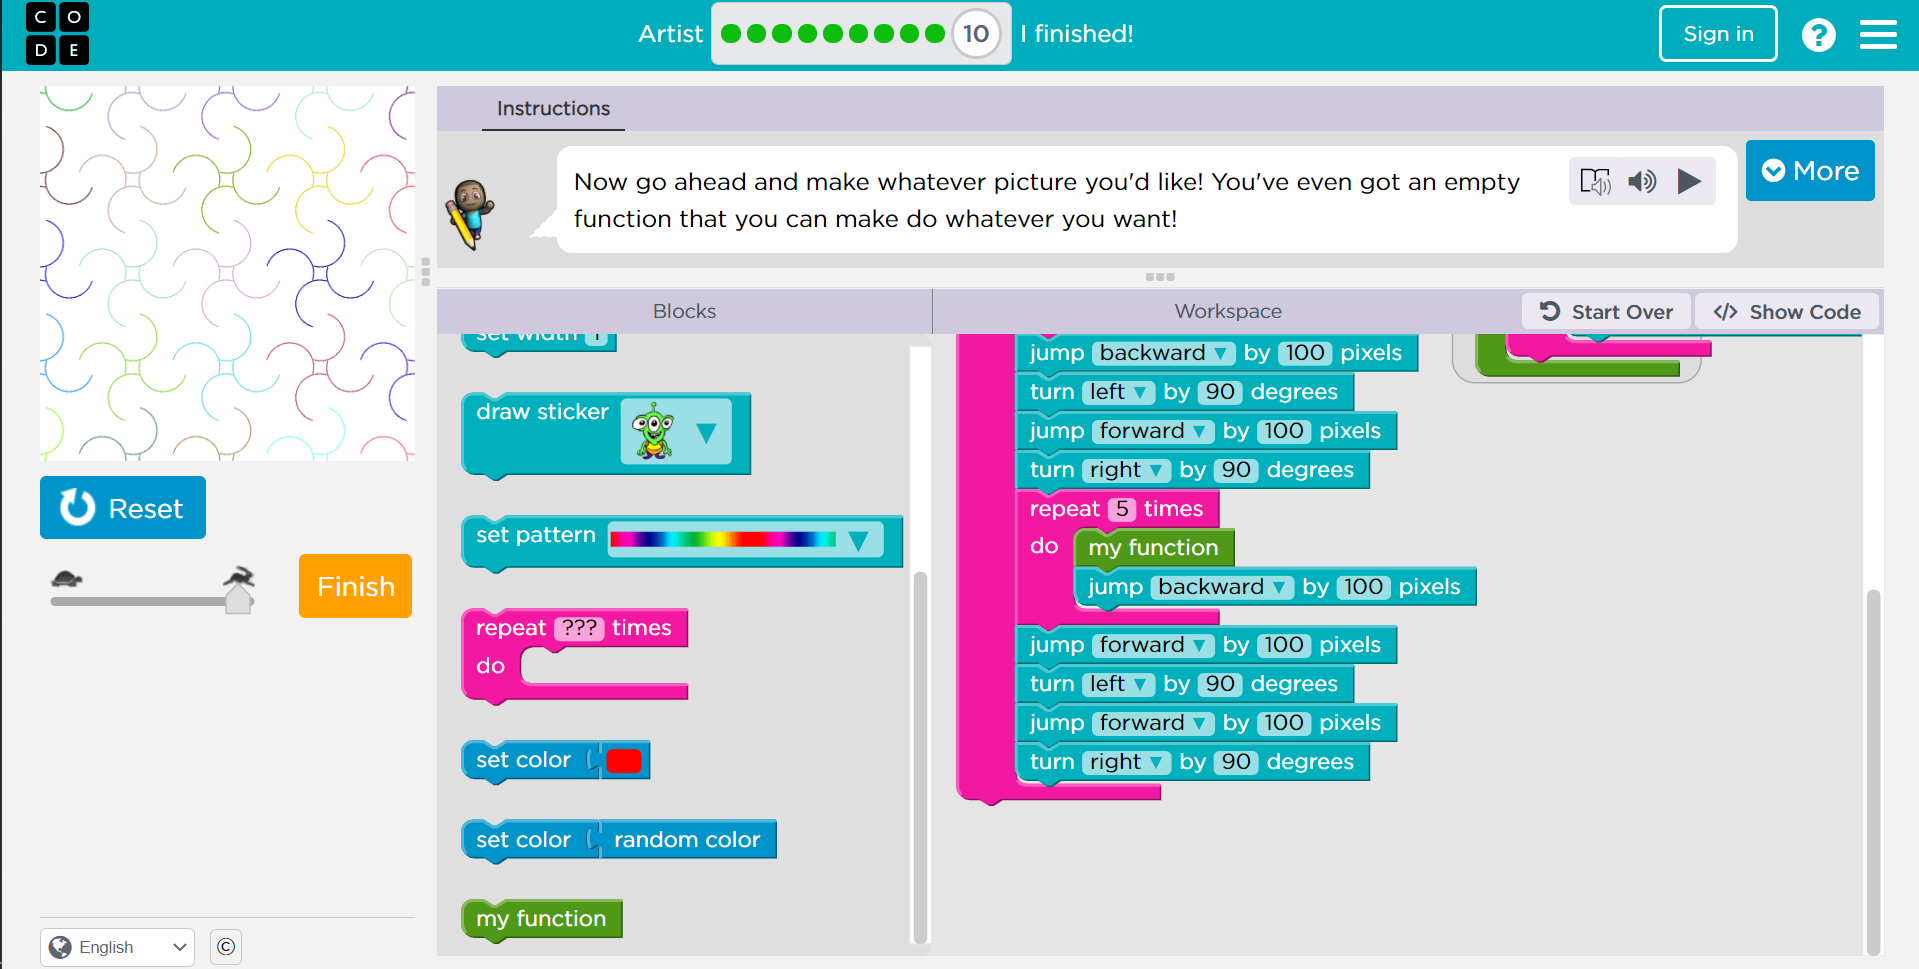 C O
D E
Artist
10
I finished!
Sign in
?
Instructions
Now go ahead and make whatever picture you'd like! You've even got an empty
function that you can make do whatever you want!
More
Blocks
Workspace
Start Over
</> Show Code
set width 1
draw sticker
set pattern
repeat ??? times
do
set color
set color random color
my function
jump backward ▼ by 100 pixels
turn left ▼ by 90 degrees
jump forward ▼ by 100 pixels
turn right ▼ by 90 degrees
repeat 5 times
do my function
jump backward ▼ by 100 pixels
jump forward ▼ by 100 pixels
turn left ▼ by 90 degrees
jump forward ▼ by 100 pixels
turn right ▼ by 90 degrees
Reset
Finish
English
©